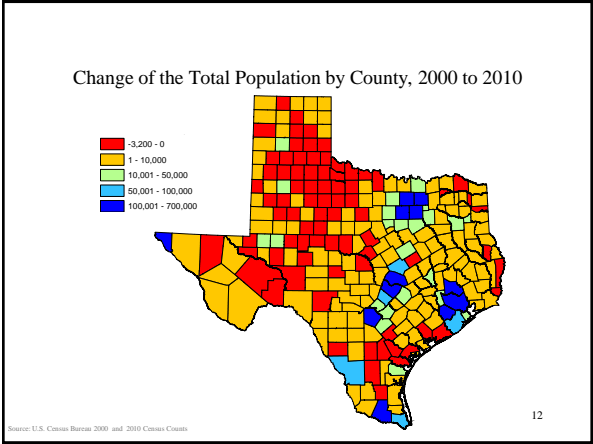 Change of the Total Population by County, 2000 to 2010
-3,200 - 0
1 - 10,000
10,001 - 50,000
50,001 - 100,000
100,001 - 700,000
12
Source: U.S. Census Bureau 2000 and 2010 Census Counts